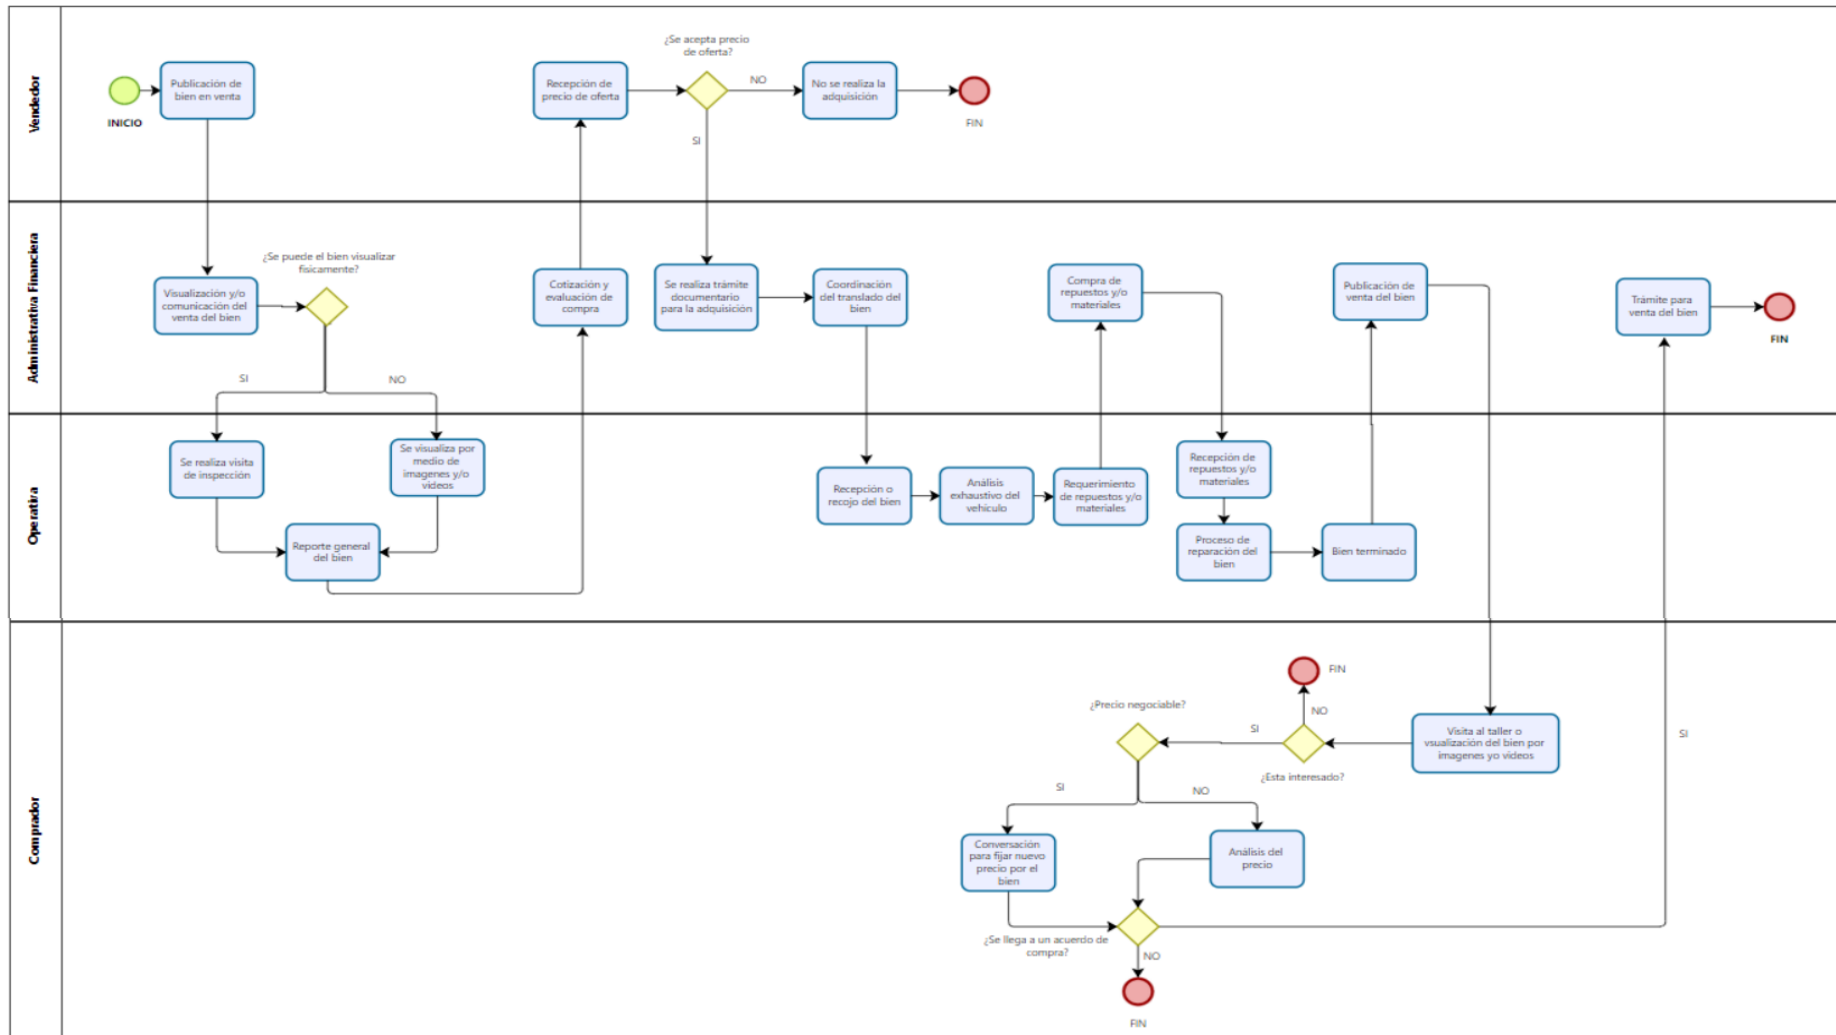 Vendedor
¿Se acepta precio
de oferta?
Publicación de
bien en venta
INICIO
Recepción de
precio de oferta
NO
No se realiza la
adquisición
FIN
SI
Administrativa Financiera
¿Se puede el bien visualizar
fisicamente?
Visualización y/o
comunicación del
venta del bien
SI
NO
Cotización y
evaluación de
compra
Se realiza trámite
documentario
para la adquisición
Coordinación
del translado del
bien
Compra de
repuestos y/o
materiales
Publicación de
venta del bien
Trámite para
venta del bien
FIN
Operatira
Se realiza visita
de inspección
Se visualiza por
medio de
imagenes y/o
videos
Reporte general
del bien
Recepción o
recojo del bien
Análisis
exhaustivo del
vehículo
Requerimiento
de repuestos y/o
materiales
Recepción de
repuestos y/o
materiales
Proceso de
reparación del
bien
Bien terminado
Comprador
FIN
NO
¿Precio negociable?
SI
¿Esta interesado?
Visita al taller o
vsualización del bien por
imagenes yo videos
SI
SI
NO
Conversación
para fijar nuevo
precio por el
bien
Análisis del
precio
¿Se llega a un acuerdo de
compra?
NO
FIN